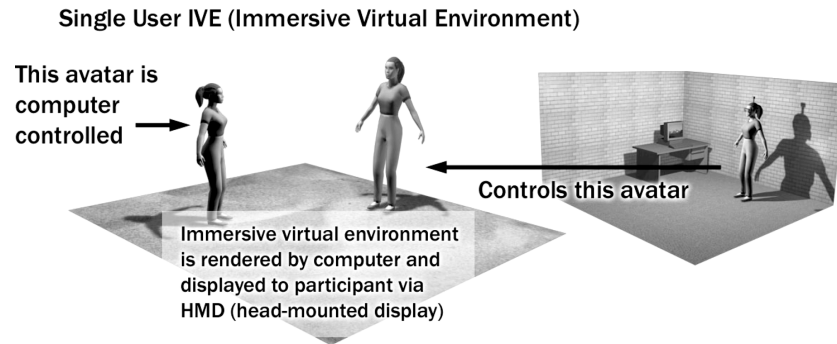 Single User IVE (Immersive Virtual Environment)
This avatar is
computer
controlled
Controls this avatar
Immersive virtual environment
is rendered by computer and
displayed to participant via
HMD (head-mounted display)